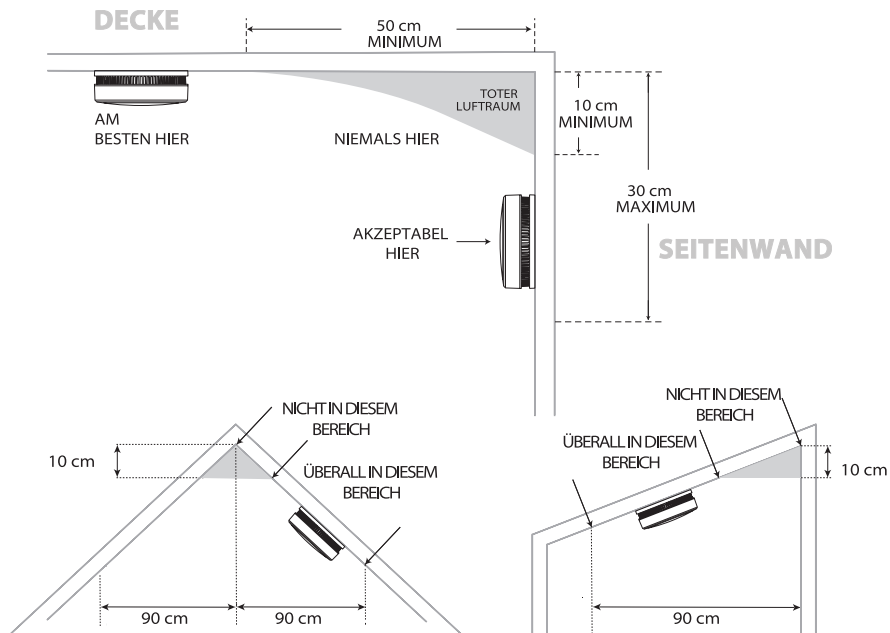 DECKE
50 cm
MINIMUM
TOTER
LUFTRAUM
10 cm
MINIMUM
AM
BESTEN HIER
NIEMALS HIER
30 cm
MAXIMUM
AKZEPTABEL
HIER
SEITENWAND
NICHT IN DIESEM
BEREICH
10 cm
ÜBERALL IN DIESEM
BEREICH
90 cm
90 cm
NICHT IN DIESEM
BEREICH
ÜBERALL IN DIESEM
BEREICH
10 cm
90 cm